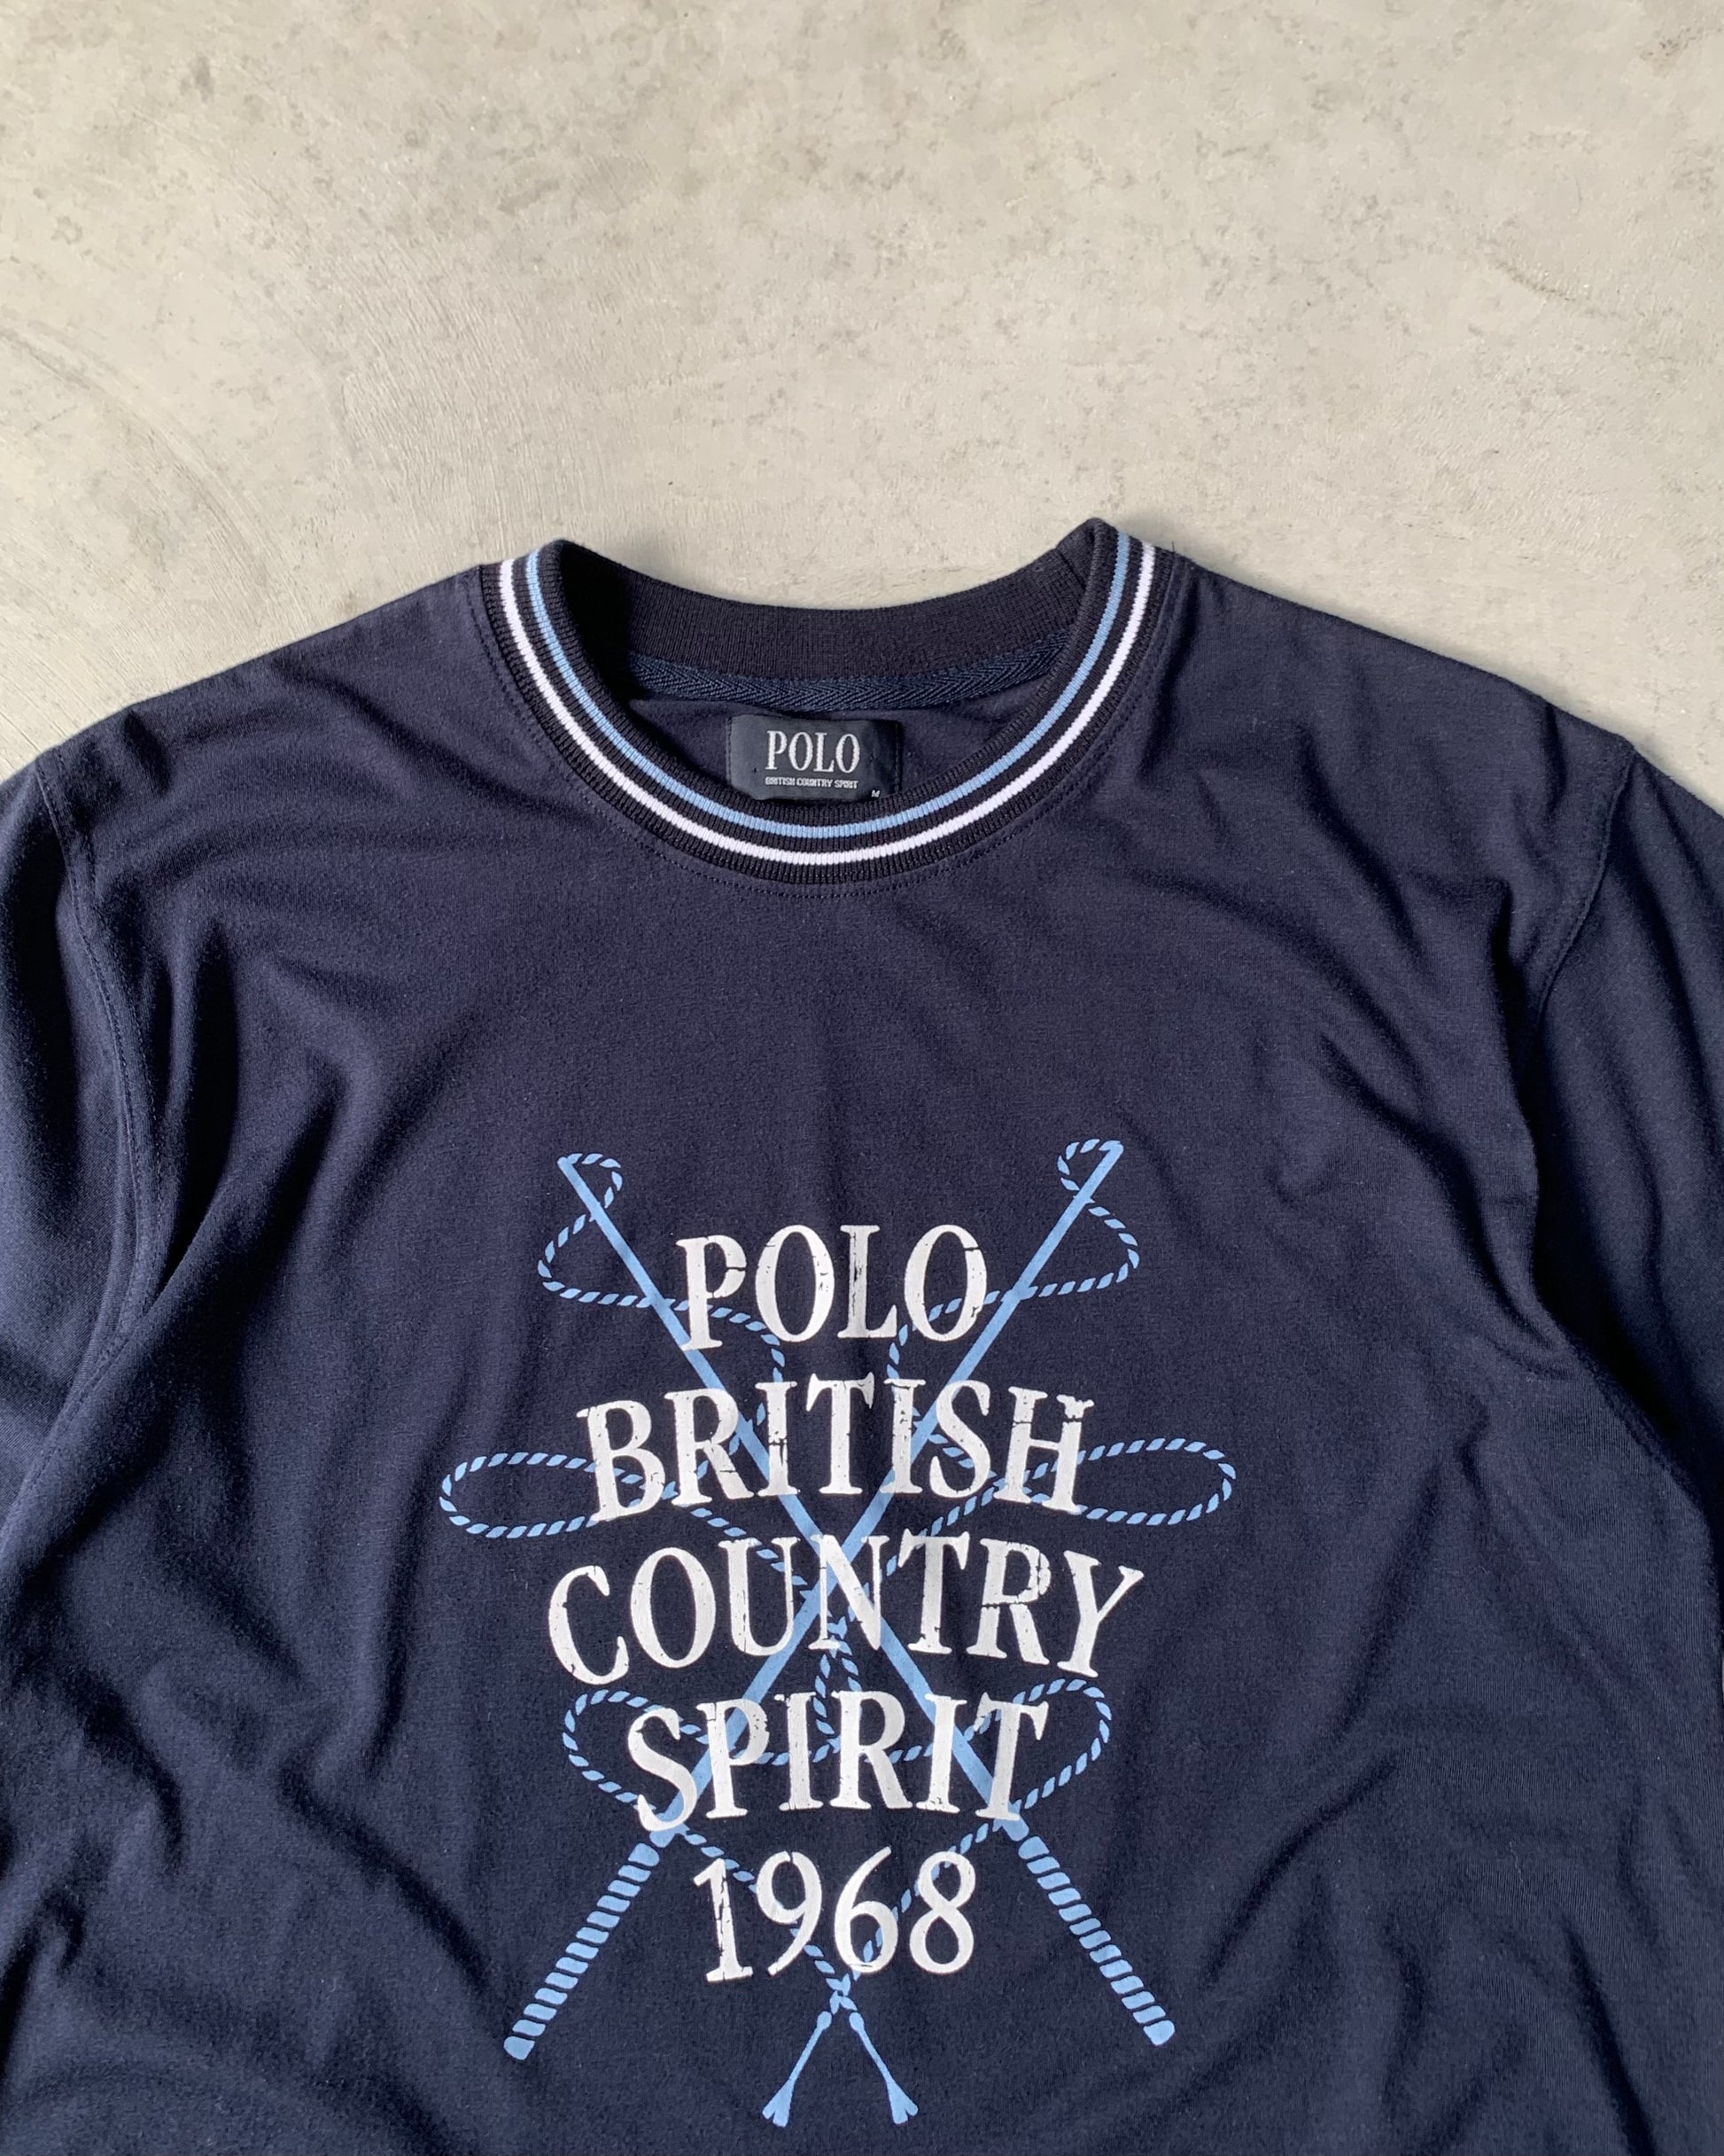 POLO
BRITISH COUNTRY SPIRIT
M
POLO
BRITISH
COUNTRY
SPIRIT
1968